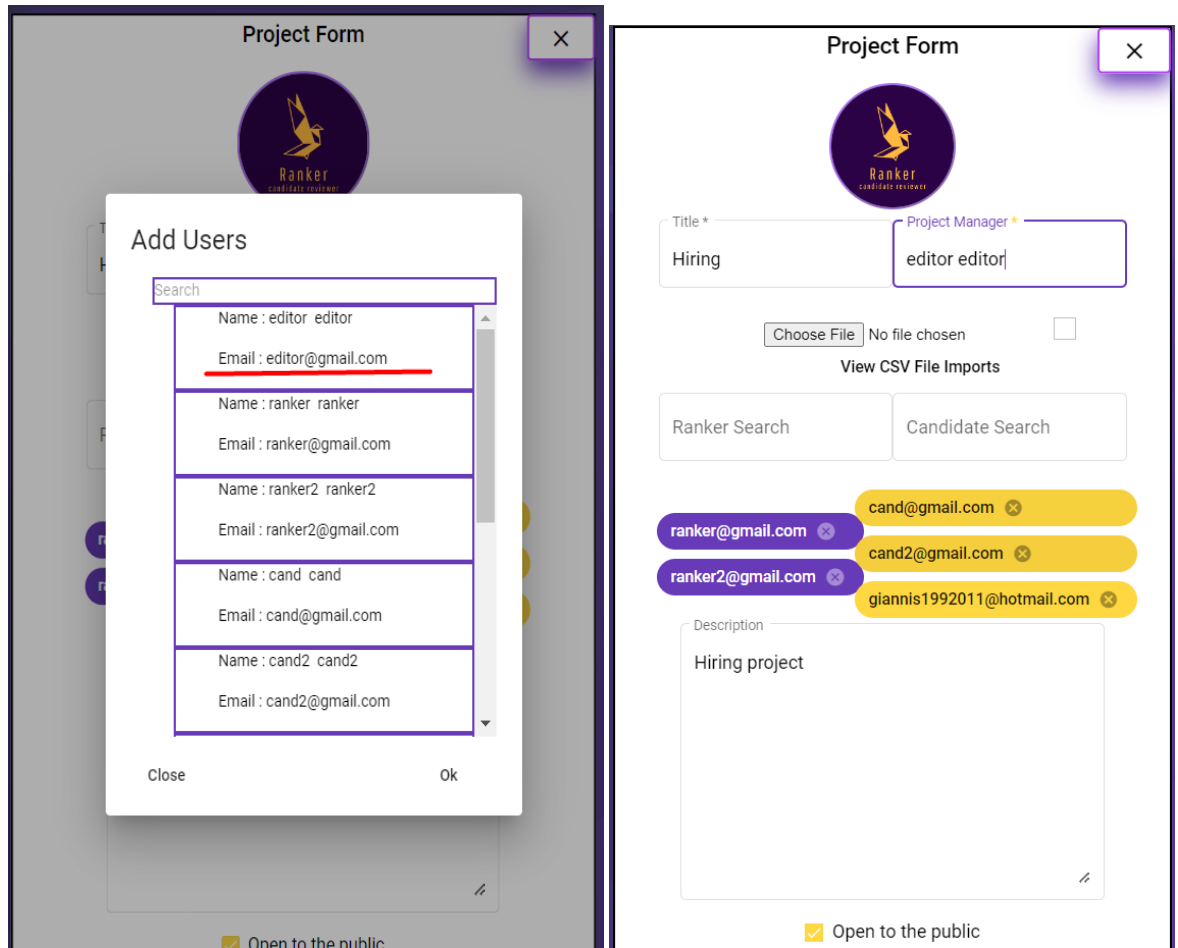 Project Form
×
Ranker
candidate reviewer
Add Users
Search
Name : editor editor
Email : editor@gmail.com
Name : ranker ranker
Email : ranker@gmail.com
Name : ranker2 ranker2
Email : ranker2@gmail.com
Name : cand cand
Email : cand@gmail.com
Name : cand2 cand2
Email : cand2@gmail.com
Close Ok
Open to the public
Project Form
×
Ranker
candidate reviewer
Title * Project Manager *
Hiring editor editor
Choose File No file chosen
View CSV File Imports
Ranker Search Candidate Search
cand@gmail.com
ranker@gmail.com
cand2@gmail.com
ranker2@gmail.com
giannis1992011@hotmail.com
Description
Hiring project
Open to the public